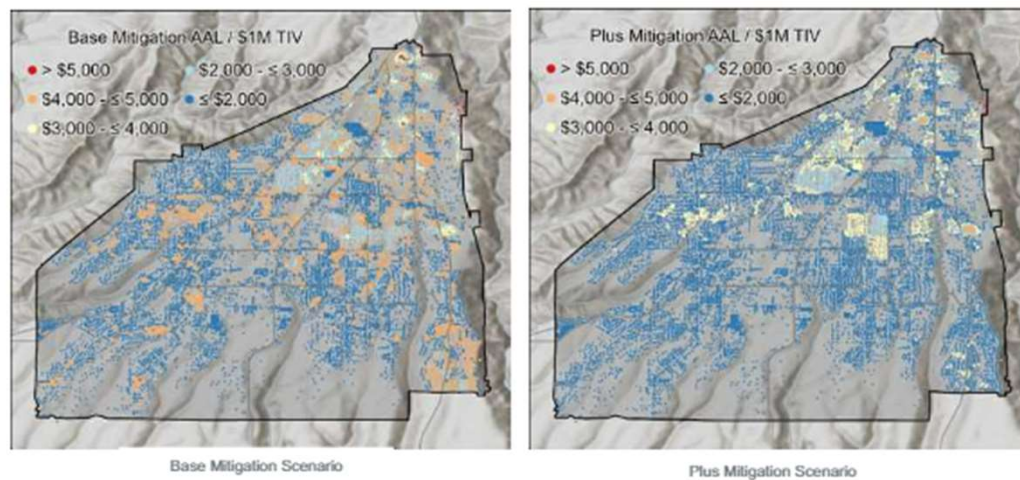 Base Mitigation AAL / $1M TIV
> $5,000
$2,000 - ≤ 3,000
$4,000 - ≤ 5,000
≤ $2,000
$3,000 - ≤ 4,000
Base Mitigation Scenario
Plus Mitigation AAL / $1M TIV
> $5,000
$2,000 - ≤ 3,000
$4,000 - ≤ 5,000
≤ $2,000
$3,000 - ≤ 4,000
Plus Mitigation Scenario